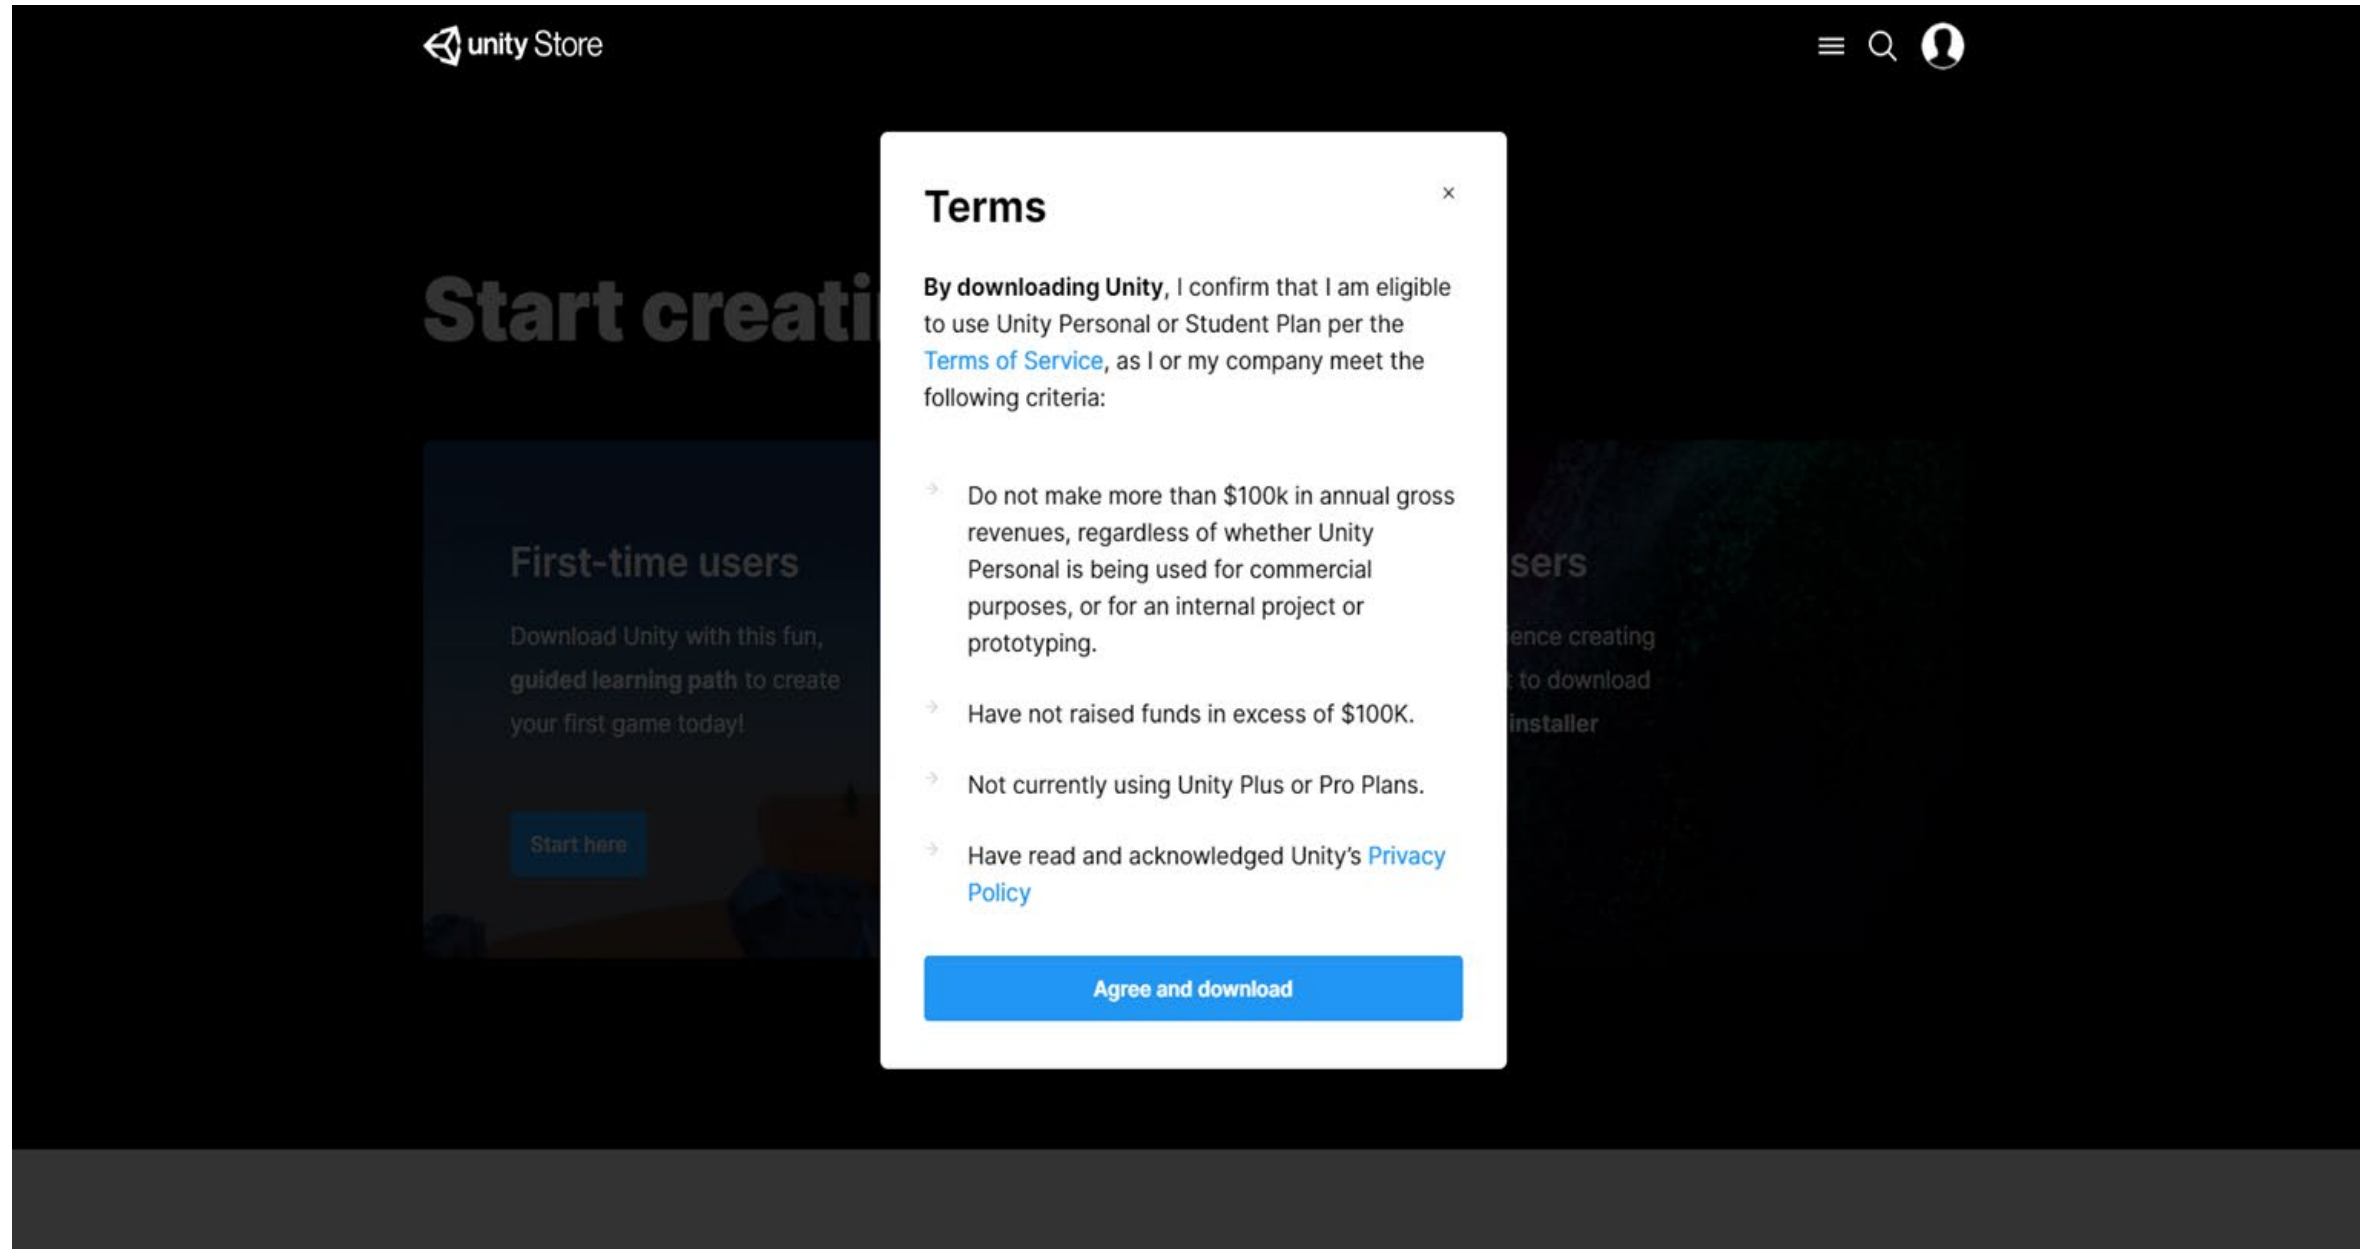 unity Store
Terms
×
Start creati
By downloading Unity, I confirm that I am eligible
to use Unity Personal or Student Plan per the
Terms of Service, as I or my company meet the
following criteria:
Do not make more than $100k in annual gross
revenues, regardless of whether Unity
Personal is being used for commercial
purposes, or for an internal project or
prototyping.
Have not raised funds in excess of $100K.
Not currently using Unity Plus or Pro Plans.
Have read and acknowledged Unity's Privacy
Policy
Agree and download
First-time users
Download Unity with this fun,
guided learning path to create
your first game today!
Start here
sers
ence creating
to download
installer